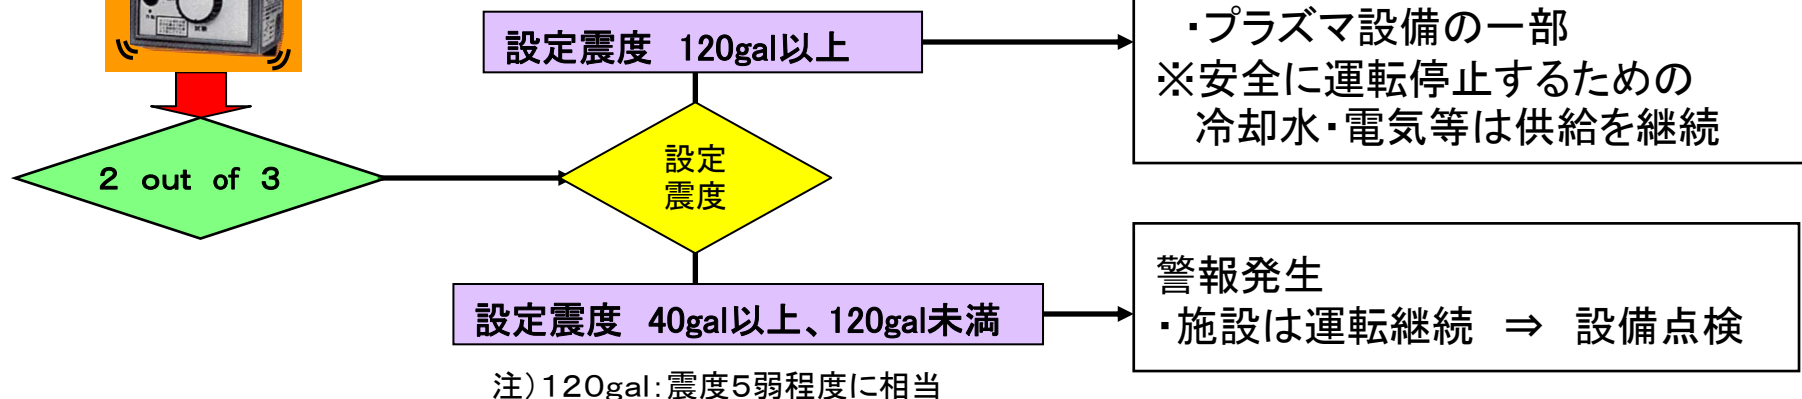 設定震度 120gal以上
・プラズマ設備の一部
※安全に運転停止するための
冷却水・電気等は供給を継続
2 out of 3
設定
震度
設定震度 40gal以上、120gal未満
警報発生
・施設は運転継続 ⇒ 設備点検
注)120gal:震度5弱程度に相当